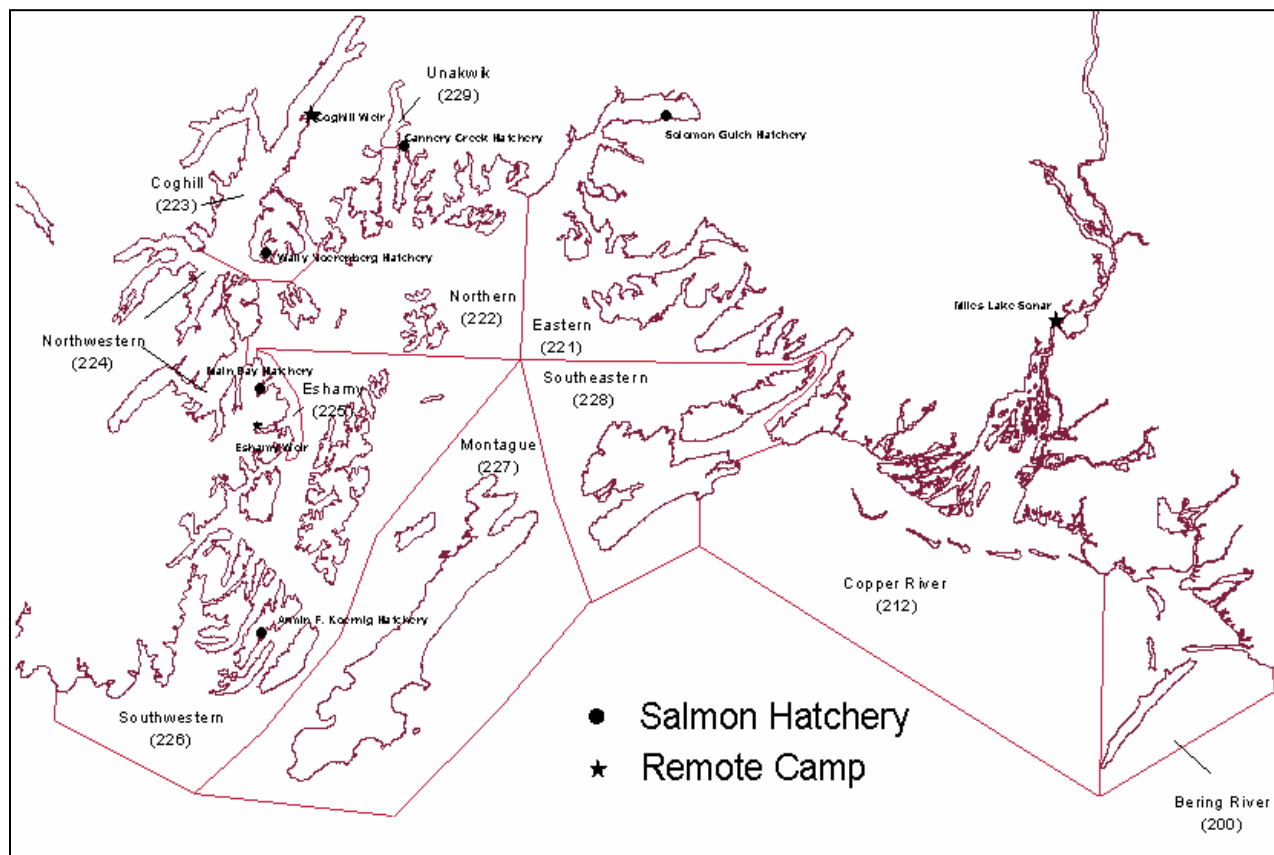 Unakwik
(229)
Coghill Weir
Cannery Creek Hatchery
Solomon Gulch Hatchery
Coghill
(223)
Wally Noerenberg Hatchery
Northern
(222)
Miles Lake Sonar
Eastern
(221)
Northwestern
(224)
Main Bay Hatchery
Southeastern
(228)
Eshamy
(225)
Eshamy Weir
Montague
(227)
Copper River
(212)
Armin F. Koernig Hatchery
Southwestern
(226)
Salmon Hatchery
Remote Camp
Bering River
(200)